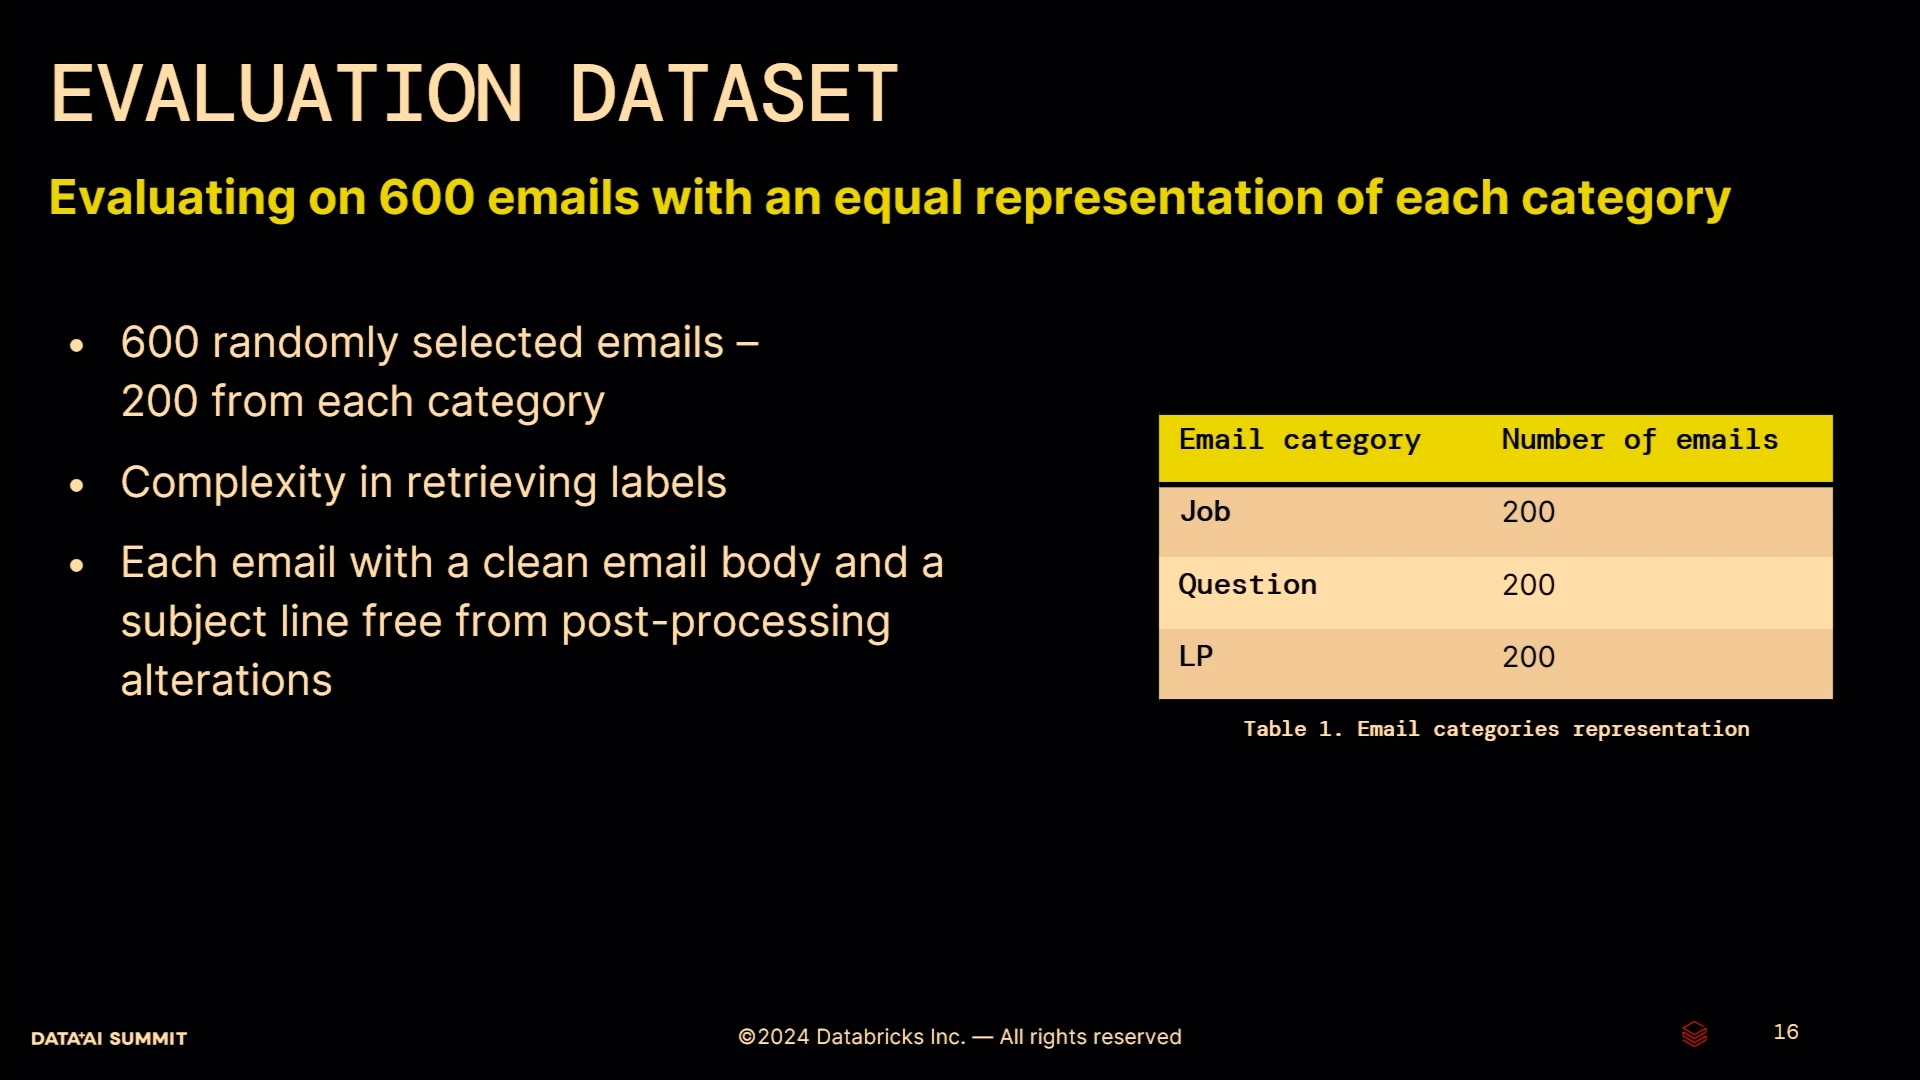 EVALUATION DATASET
Evaluating on 600 emails with an equal representation of each category
• 600 randomly selected emails –
200 from each category
• Complexity in retrieving labels
• Each email with a clean email body and a
subject line free from post-processing
alterations
Email category Number of emails
Job 200
Question 200
LP 200
Table 1. Email categories representation
DATA+AI SUMMIT
©2024 Databricks Inc. — All rights reserved
16